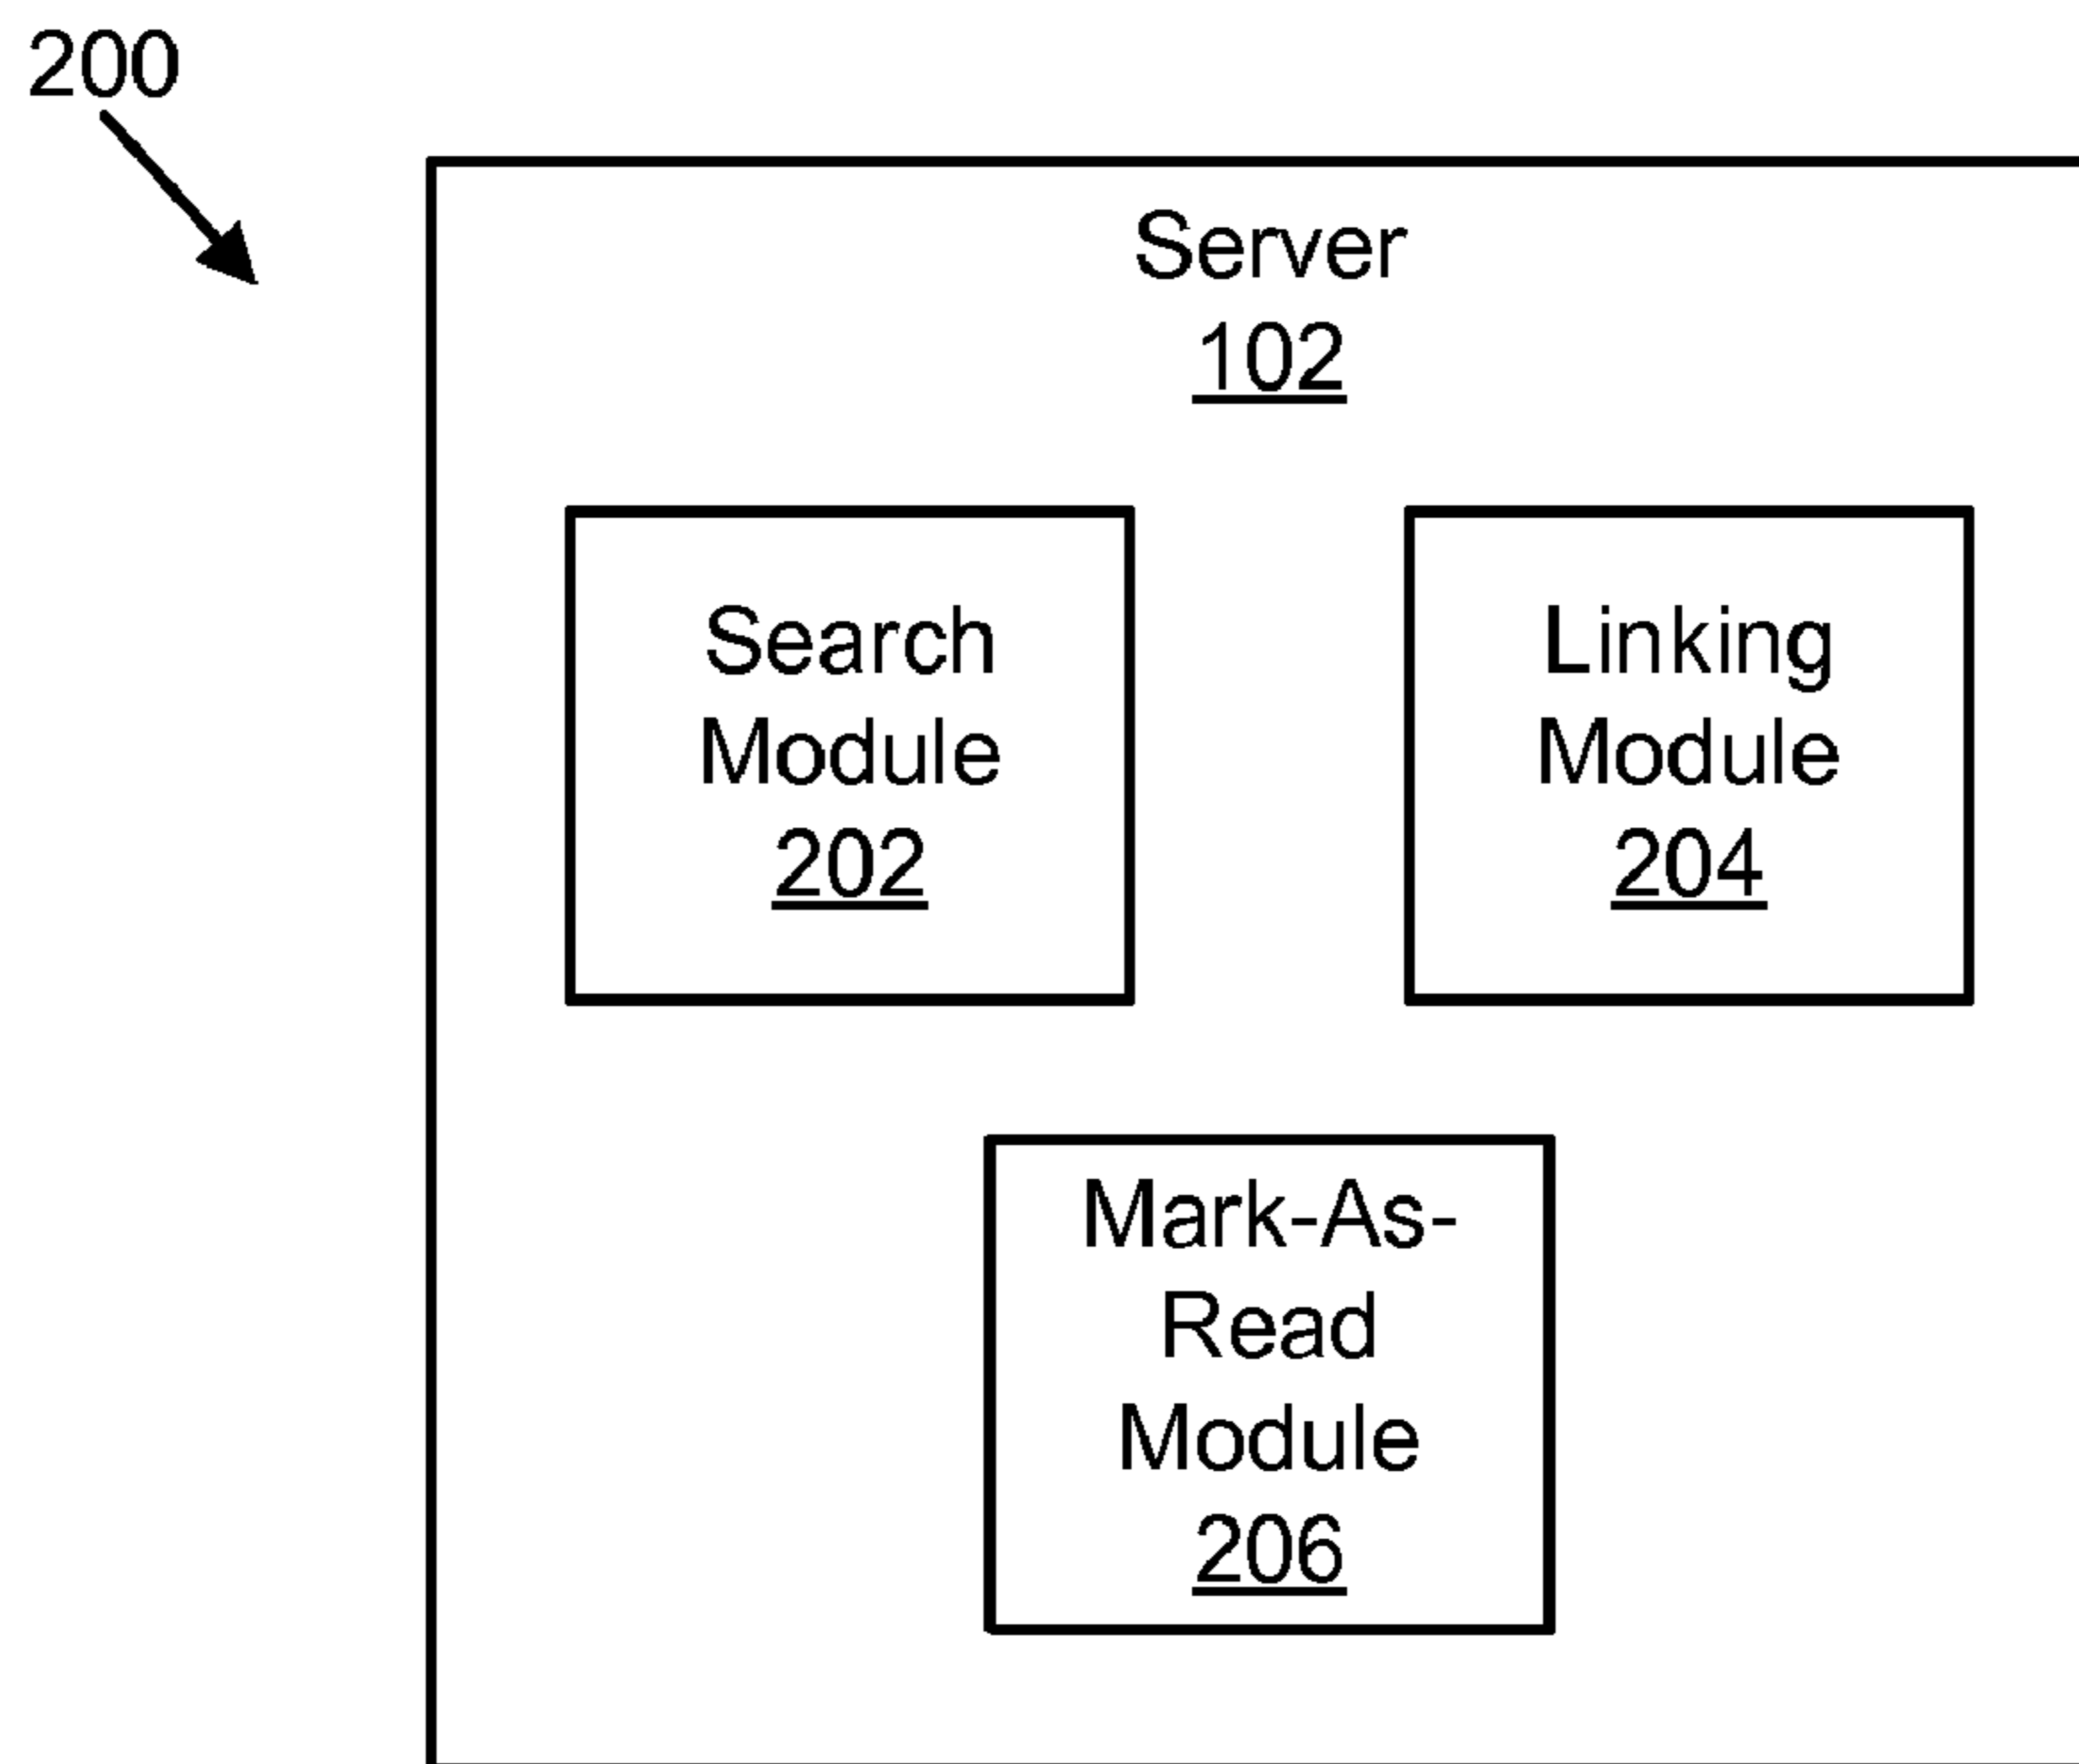 200
Server
102
Search
Module
202
Linking
Module
204
Mark-As-
Read
Module
206